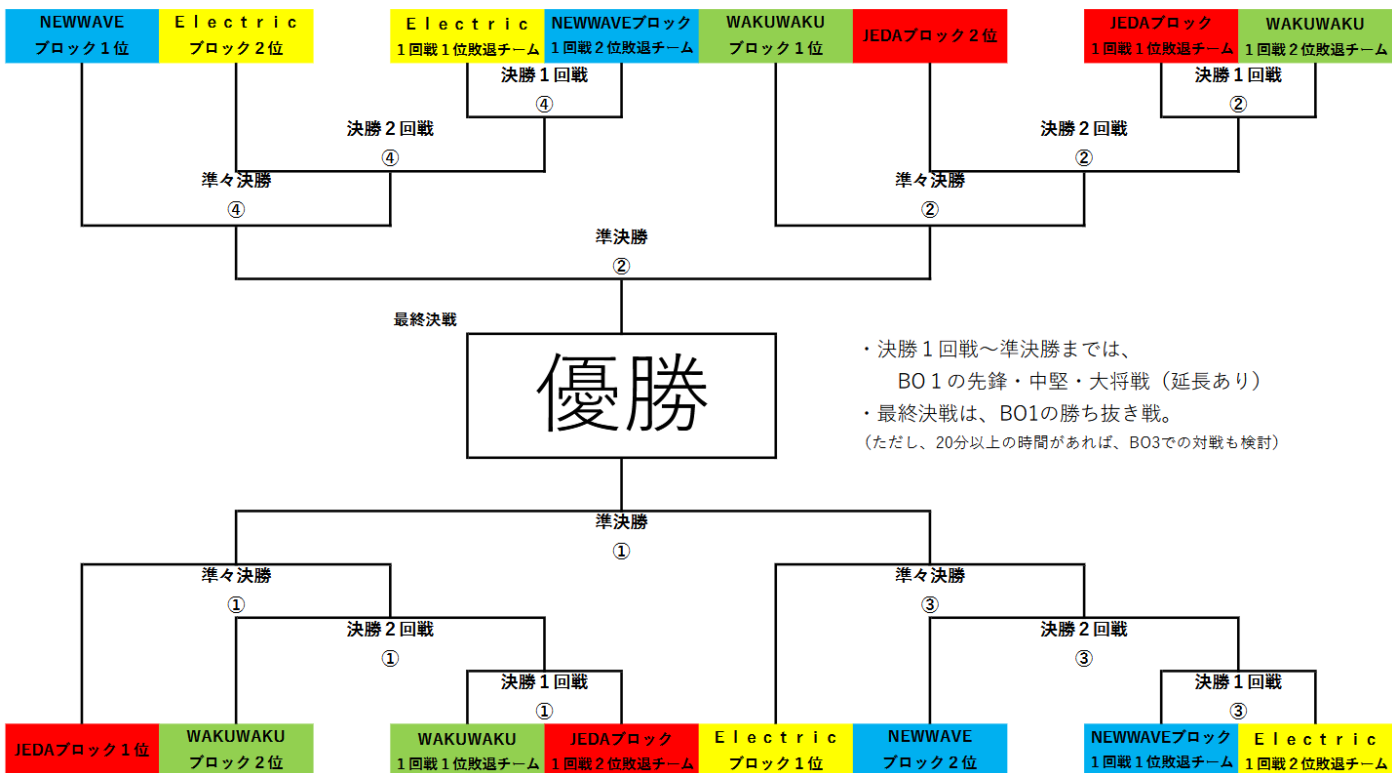 NEWWAVE
ブロック1位
Ｅｌｅｃｔｒｉｃ
ブロック2位
Ｅｌｅｃｔｒｉｃ
1回戦1位敗退チーム
NEWWAVEブロック
1回戦2位敗退チーム
WAKUWAKU
ブロック1位
JEDAブロック2位
JEDAブロック
1回戦1位敗退チーム
WAKUWAKU
1回戦2位敗退チーム
決勝1回戦
④
決勝1回戦
②
決勝2回戦
④
決勝2回戦
②
準々決勝
④
準々決勝
②
準決勝
②
最終決戦
優勝
・決勝1回戦～準決勝までは、
BO1の先鋒・中堅・大将戦（延長あり）
・最終決戦は、BO1の勝ち抜き戦。
（ただし、20分以上の時間があれば、BO3での対戦も検討）
準決勝
①
準々決勝
①
準々決勝
③
決勝2回戦
①
決勝2回戦
③
決勝1回戦
①
決勝1回戦
③
JEDAブロック1位
WAKUWAKU
ブロック2位
WAKUWAKU
1回戦1位敗退チーム
JEDAブロック
1回戦2位敗退チーム
Ｅｌｅｃｔｒｉｃ
ブロック1位
NEWWAVE
ブロック2位
NEWWAVEブロック
1回戦1位敗退チーム
Ｅｌｅｃｔｒｉｃ
1回戦2位敗退チーム